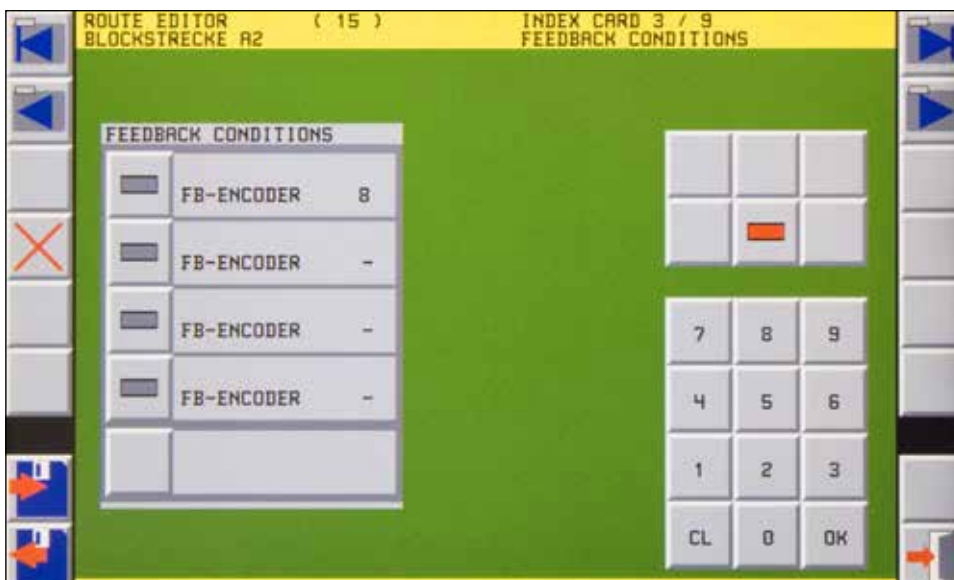 ROUTE EDITOR ( 15 ) INDEX CARD 3 / 9
BLOCKSTRECKE A2 FEEDBACK CONDITIONS
FEEDBACK CONDITIONS
FB-ENCODER 8
FB-ENCODER -
FB-ENCODER -
FB-ENCODER -
7 8 9
4 5 6
1 2 3
CL 0 OK